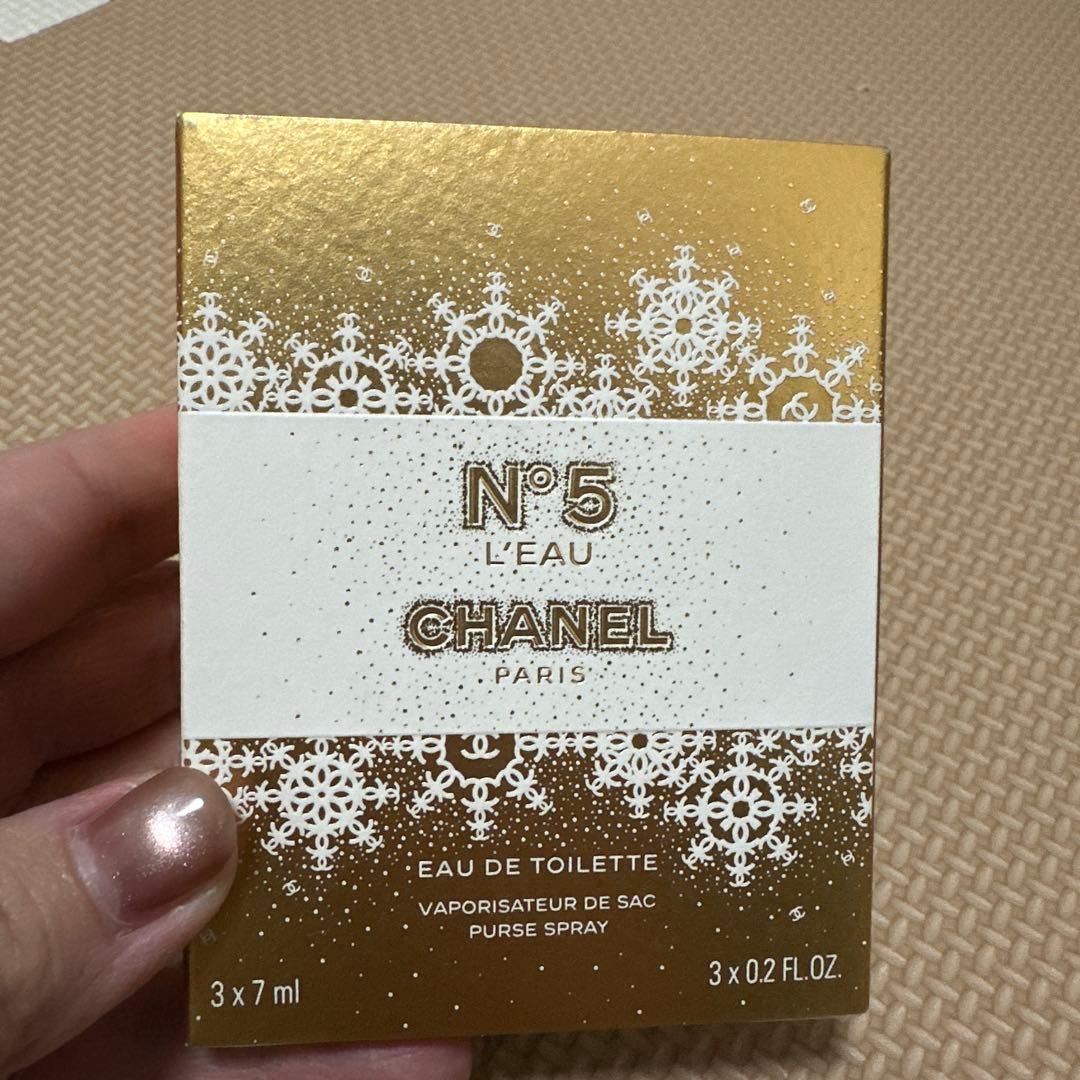 N°5
L'EAU
CHANEL
PARIS
EAU DE TOILETTE
VAPORISATEUR DE SAC
PURSE SPRAY
3 x 7 ml
3 x 0.2 FL.OZ.